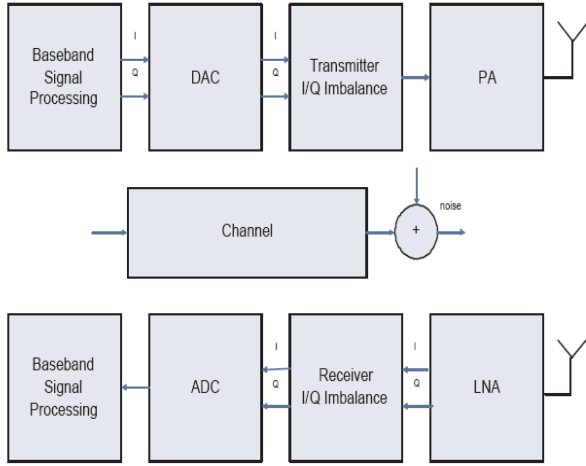 Baseband
Signal
Processing
I
Q
DAC
I
Q
Transmitter
I/Q Imbalance
PA
Channel
+
noise
Baseband
Signal
Processing
ADC
I
Q
Receiver
I/Q Imbalance
I
Q
LNA